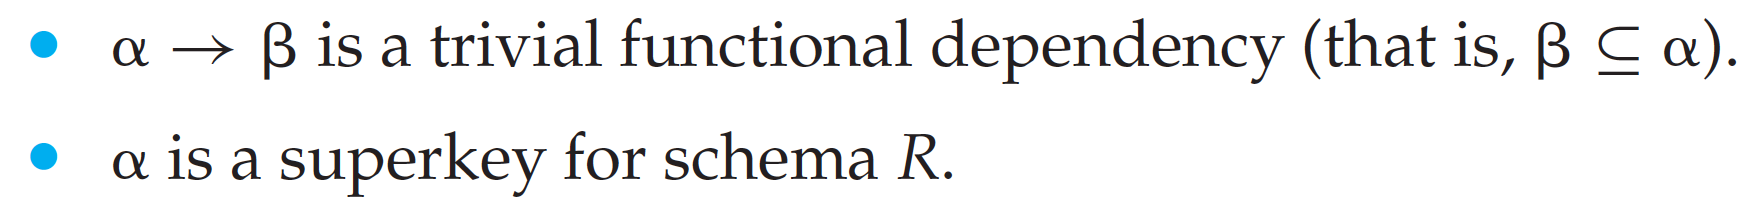 • α → β is a trivial functional dependency (that is, β ⊆ α).
• α is a superkey for schema R.